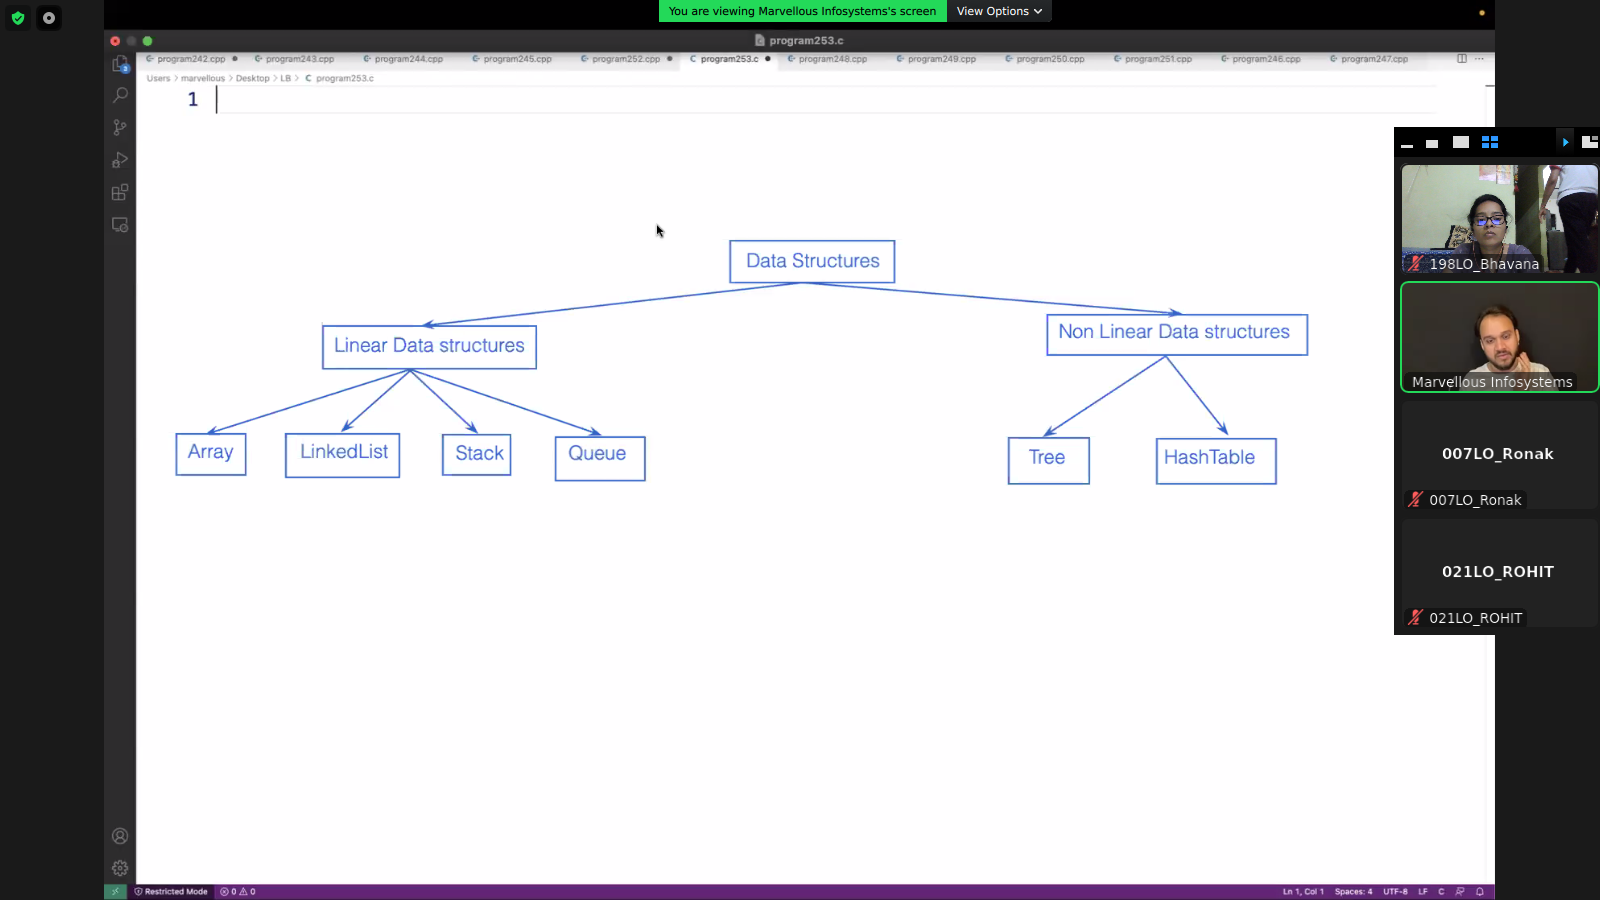 You are viewing Marvellous Infosystems's screen View Options
program253.c
program242.cpp program243.cpp program244.cpp program245.cpp program252.cpp program253.c program248.cpp program249.cpp program250.cpp program251.cpp program246.cpp program247.cpp
Users > marvellous > Desktop > LB > C program253.c
1
Data Structures
Linear Data structures
Non Linear Data structures
Array
LinkedList
Stack
Queue
Tree
HashTable
198LO_Bhavana
Marvellous Infosystems
007LO_Ronak
007LO_Ronak
021LO_ROHIT
021LO_ROHIT
Restricted Mode 0 0 Ln 1, Col 1 Spaces: 4 UTF-8 LF C